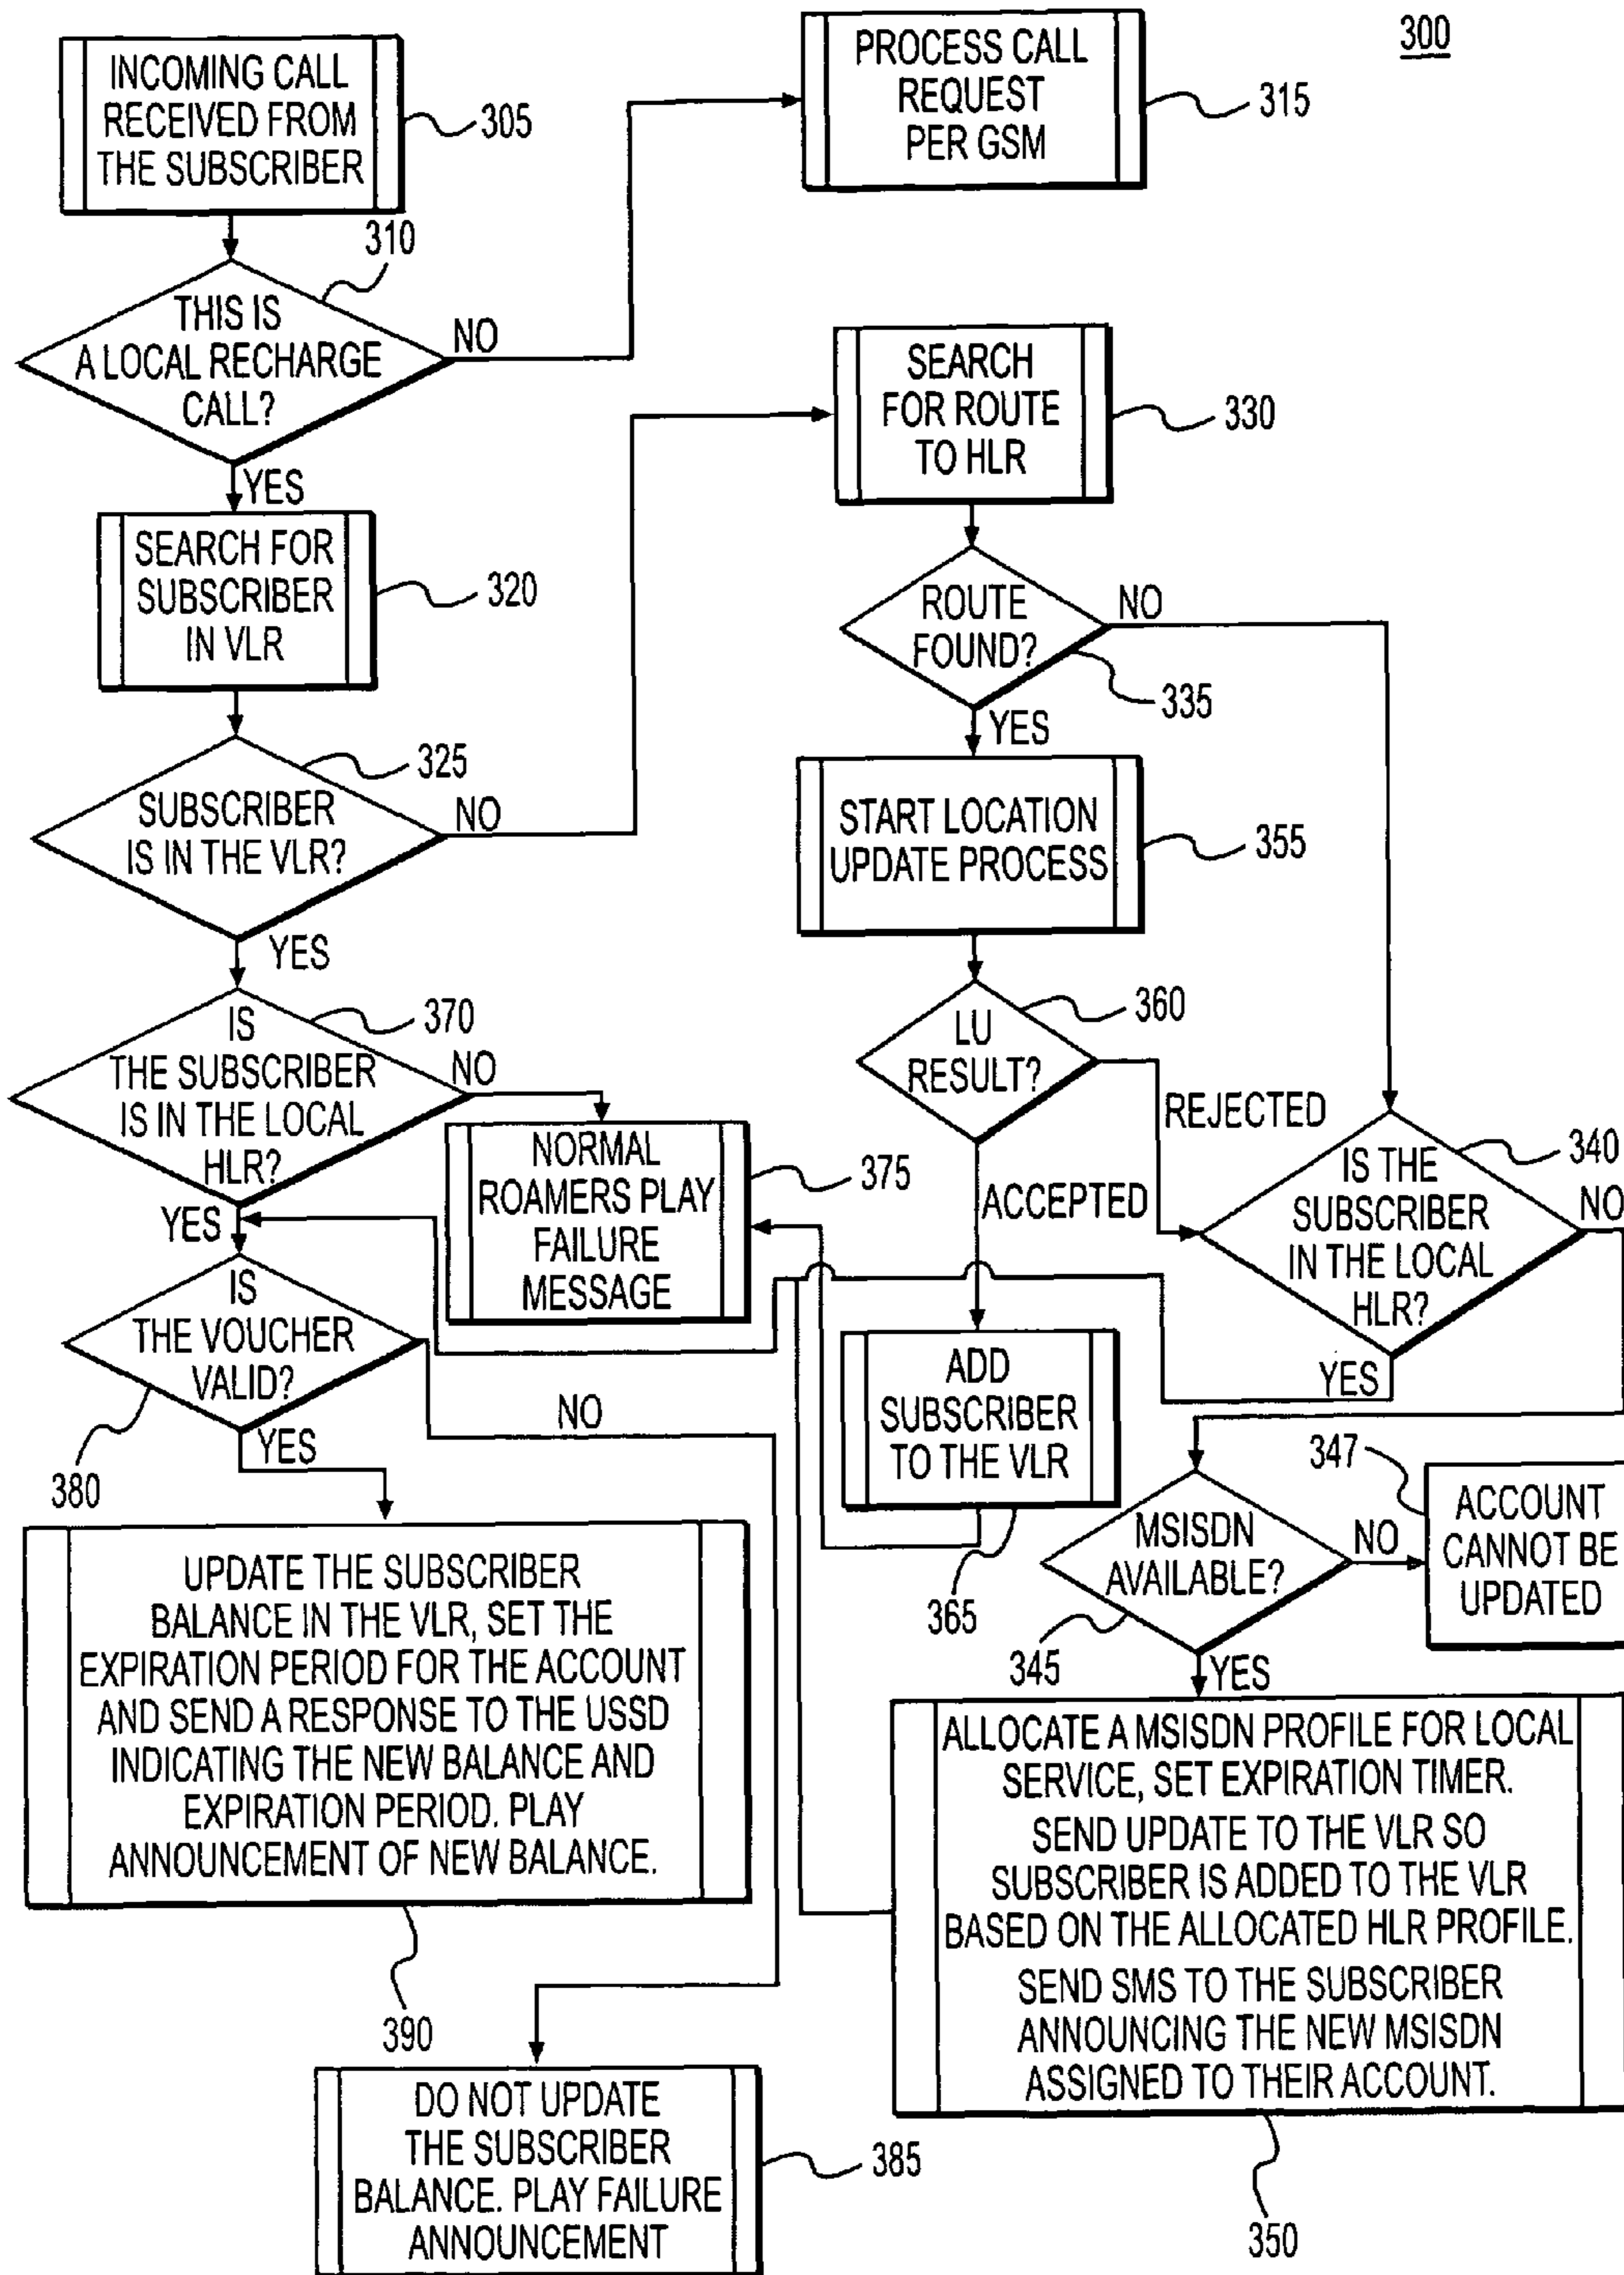 300
INCOMING CALL
RECEIVED FROM
THE SUBSCRIBER
305
PROCESS CALL
REQUEST
PER GSM
315
310
THIS IS
A LOCAL RECHARGE
CALL?
NO
YES
SEARCH FOR
SUBSCRIBER
IN VLR
320
SEARCH
FOR ROUTE
TO HLR
330
ROUTE
FOUND?
NO
335
YES
325
SUBSCRIBER
IS IN THE VLR?
NO
YES
START LOCATION
UPDATE PROCESS
355
LU
RESULT?
360
REJECTED
ACCEPTED
IS
THE SUBSCRIBER
IS IN THE LOCAL
HLR?
370
NO
YES
NORMAL
ROAMERS PLAY
FAILURE
MESSAGE
375
IS THE
SUBSCRIBER
IN THE LOCAL
HLR?
340
NO
YES
IS
THE VOUCHER
VALID?
380
NO
YES
ADD
SUBSCRIBER
TO THE VLR
365
MSISDN
AVAILABLE?
345
NO
YES
347
ACCOUNT
CANNOT BE
UPDATED
UPDATE THE SUBSCRIBER
BALANCE IN THE VLR, SET THE
EXPIRATION PERIOD FOR THE ACCOUNT
AND SEND A RESPONSE TO THE USSD
INDICATING THE NEW BALANCE AND
EXPIRATION PERIOD. PLAY
ANNOUNCEMENT OF NEW BALANCE.
390
ALLOCATE A MSISDN PROFILE FOR LOCAL
SERVICE, SET EXPIRATION TIMER.
SEND UPDATE TO THE VLR SO
SUBSCRIBER IS ADDED TO THE VLR
BASED ON THE ALLOCATED HLR PROFILE.
SEND SMS TO THE SUBSCRIBER
ANNOUNCING THE NEW MSISDN
ASSIGNED TO THEIR ACCOUNT.
350
DO NOT UPDATE
THE SUBSCRIBER
BALANCE. PLAY FAILURE
ANNOUNCEMENT
385